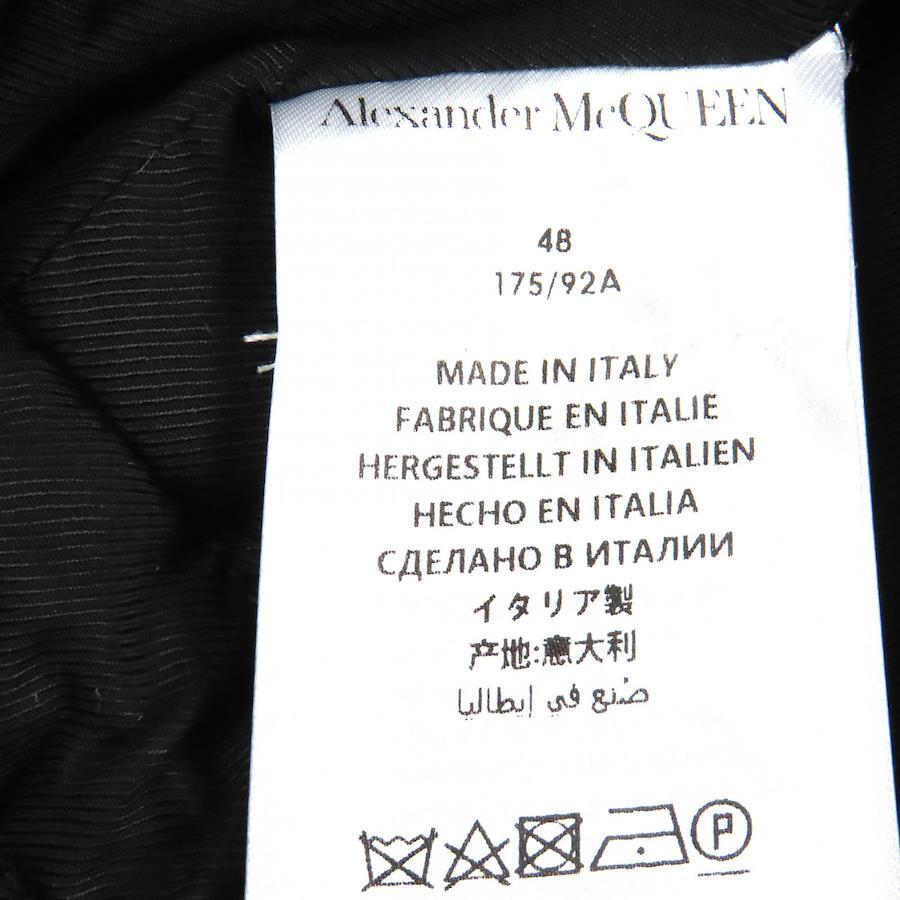 Alexander McQUEEN
48
175/92A
MADE IN ITALY
FABRIQUE EN ITALIE
HERGESTELLT IN ITALIEN
HECHO EN ITALIA
СДЕЛАНО В ИТАЛИИ
イタリア製
产地:意大利
صُنع في إيطاليا
P